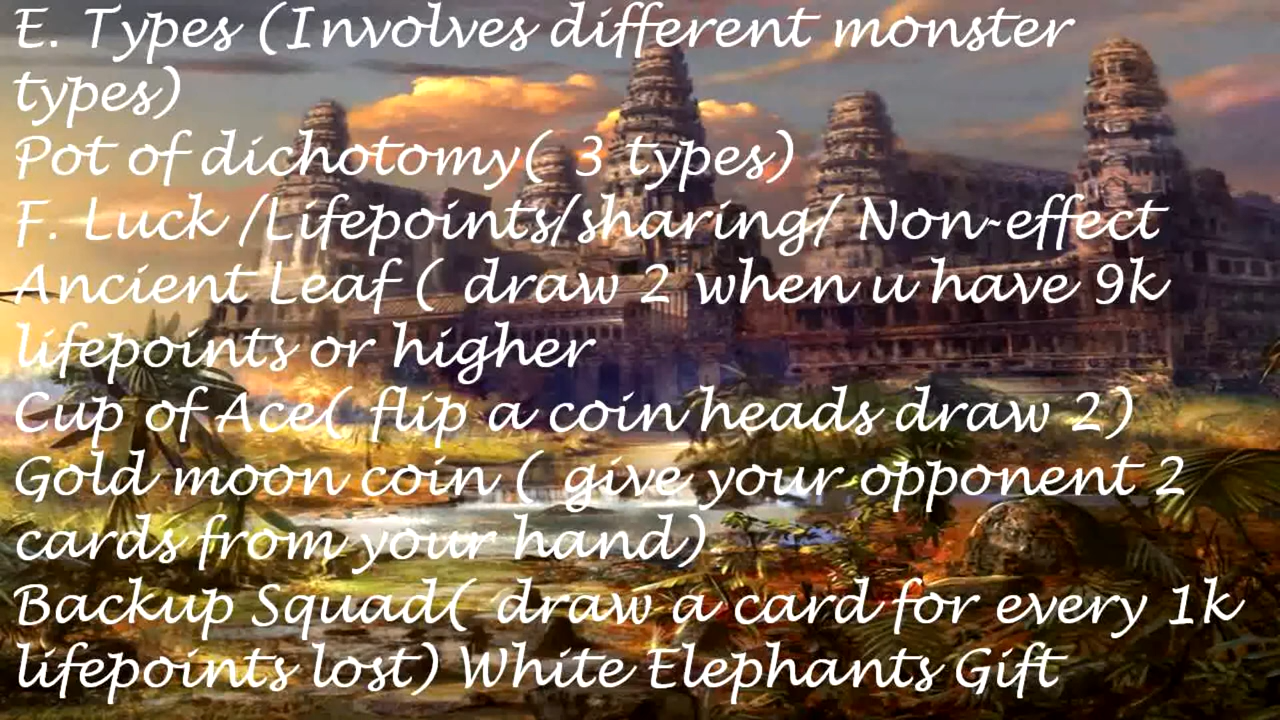 E. Types (Involves different monster
types)
Pot of dichotomy( 3 types)
F. Luck /Lifepoints/sharing/ Non-effect
Ancient Leaf ( draw 2 when u have 9k
lifepoints or higher
Cup of Ace( flip a coin heads draw 2)
Gold moon coin ( give your opponent 2
cards from your hand)
Backup Squad( draw a card for every 1k
lifepoints lost) White Elephants Gift